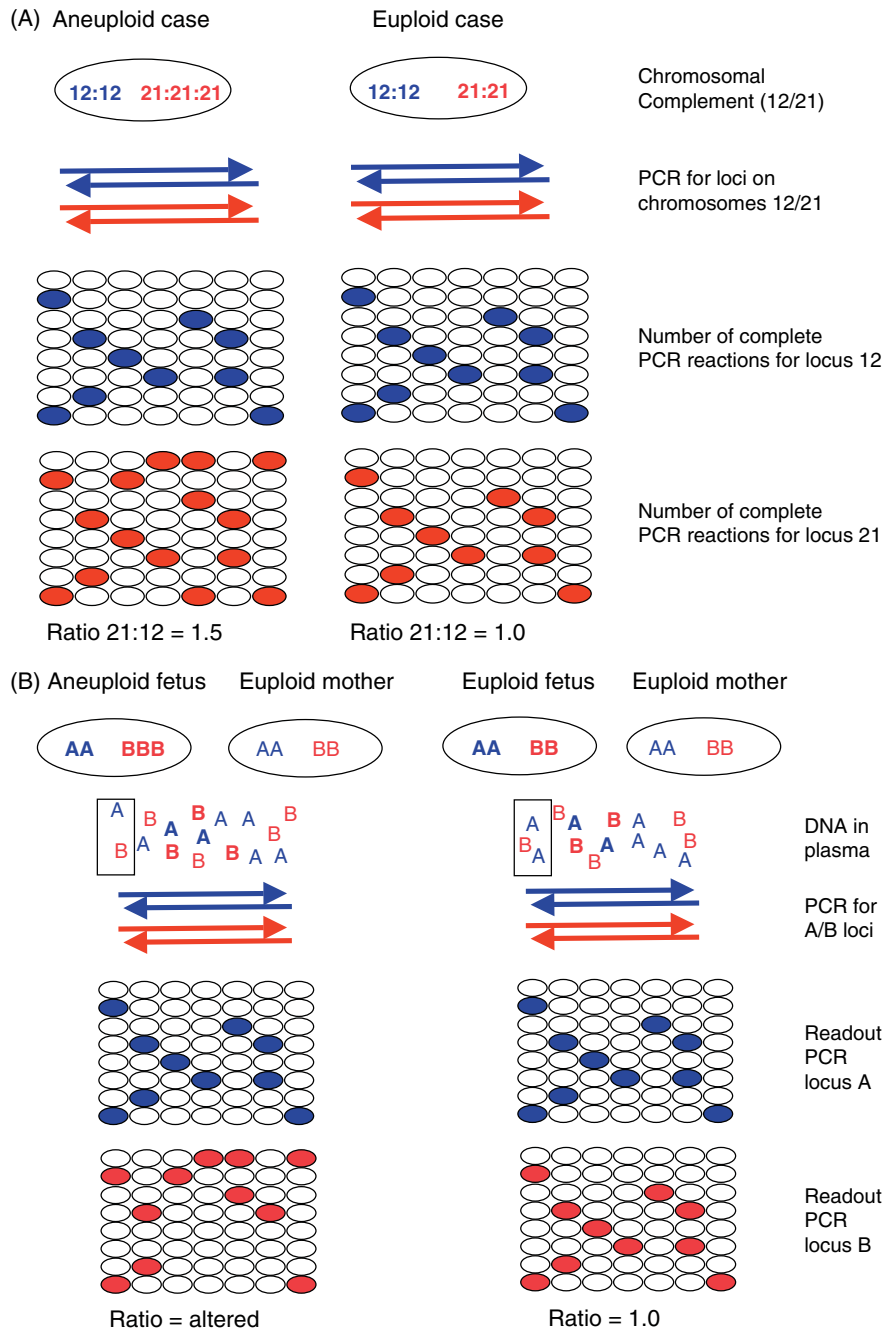 (A) Aneuploid case Euploid case
12:12 21:21:21
12:12 21:21
Chromosomal
Complement (12/21)
PCR for loci on
chromosomes 12/21
Number of complete
PCR reactions for locus 12
Number of complete
PCR reactions for locus 21
Ratio 21:12 = 1.5 Ratio 21:12 = 1.0
(B) Aneuploid fetus Euploid mother Euploid fetus Euploid mother
AA BBB AA BB AA BB AA BB
A B A B A A B B
B A B A B B A A
A B A B A B B
B A B A B A A A
DNA in
plasma
PCR for
A/B loci
Readout
PCR
locus A
Readout
PCR
locus B
Ratio = altered Ratio = 1.0